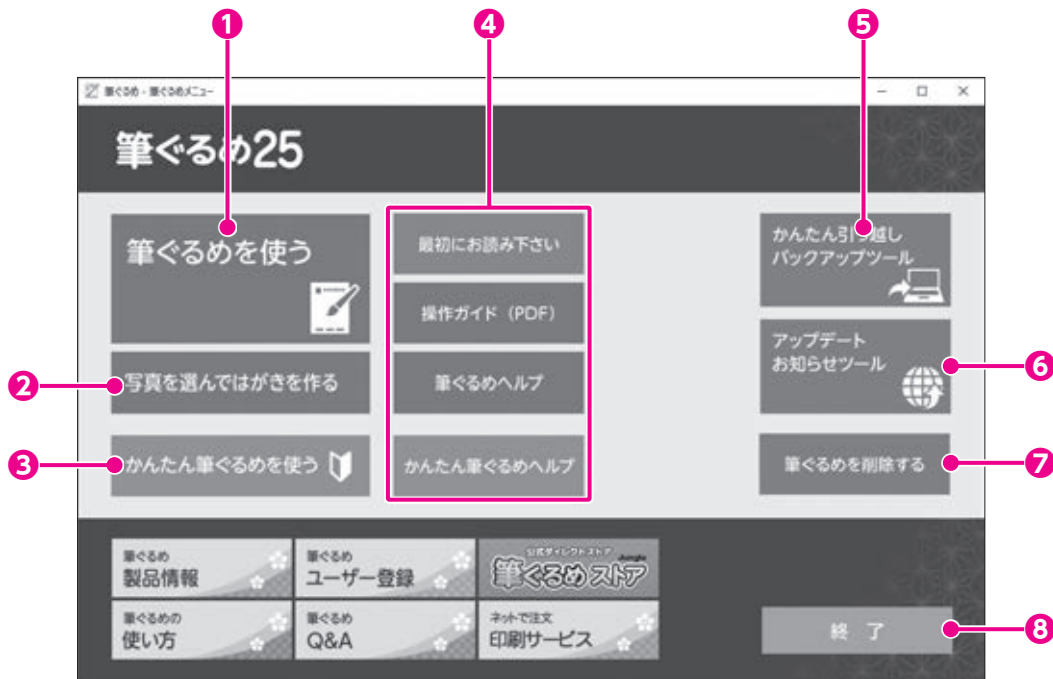 ❶
❹
❺
筆ぐるめ - 筆ぐるめメニュー
筆ぐるめ25
筆ぐるめを使う
最初にお読み下さい
かんたん引っ越し
バックアップツール
操作ガイド（PDF）
❷
写真を選んではがきを作る
筆ぐるめヘルプ
アップデート
お知らせツール
❻
❸
かんたん筆ぐるめを使う
かんたん筆ぐるめヘルプ
筆ぐるめを削除する
❼
筆ぐるめ
製品情報
筆ぐるめ
ユーザー登録
公式ダイレクトストア Jungle
筆ぐるめストア
筆ぐるめの
使い方
筆ぐるめ
Q&A
ネットで注文
印刷サービス
終 了
❽